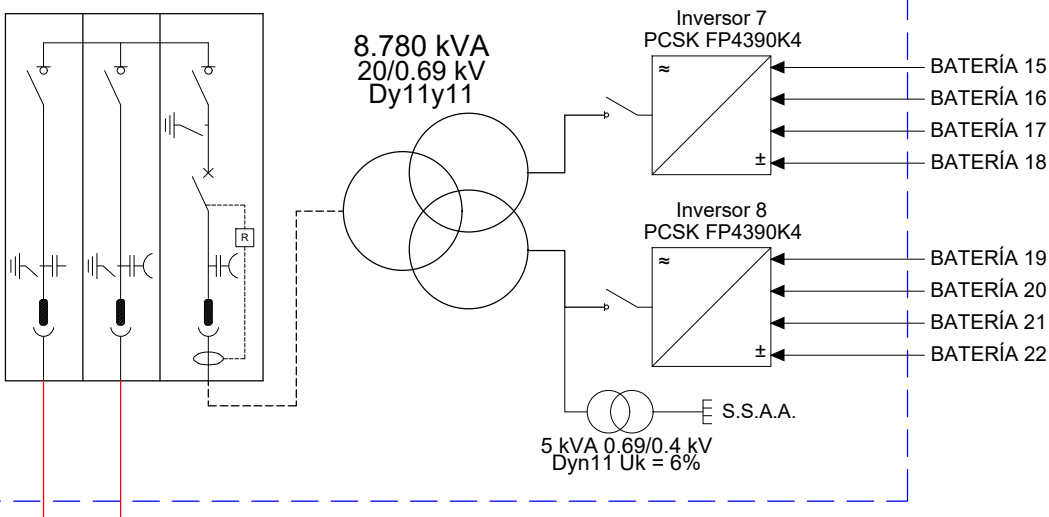 8.780 kVA
20/0.69 kV
Dy11y11
R
Inversor 7
PCSK FP4390K4
≈
±
BATERÍA 15
BATERÍA 16
BATERÍA 17
BATERÍA 18
Inversor 8
PCSK FP4390K4
≈
±
BATERÍA 19
BATERÍA 20
BATERÍA 21
BATERÍA 22
S.S.A.A.
5 kVA 0.69/0.4 kV
Dyn11 Uk = 6%